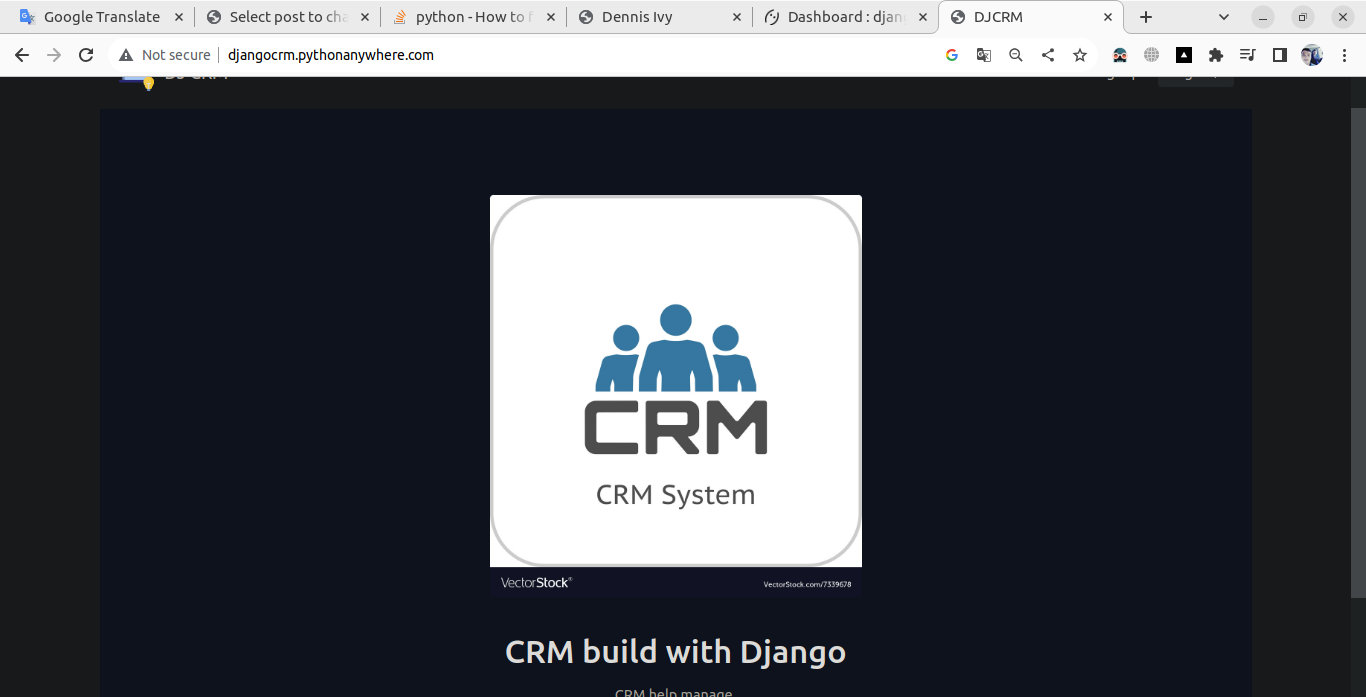 Google Translate
Select post to cha
python - How to f
Dennis Ivy
Dashboard : djang
DJCRM
Not secure
djangocrm.pythonanywhere.com
CRM
CRM System
VectorStock®
VectorStock.com/7339678
CRM build with Django
CRM help manage